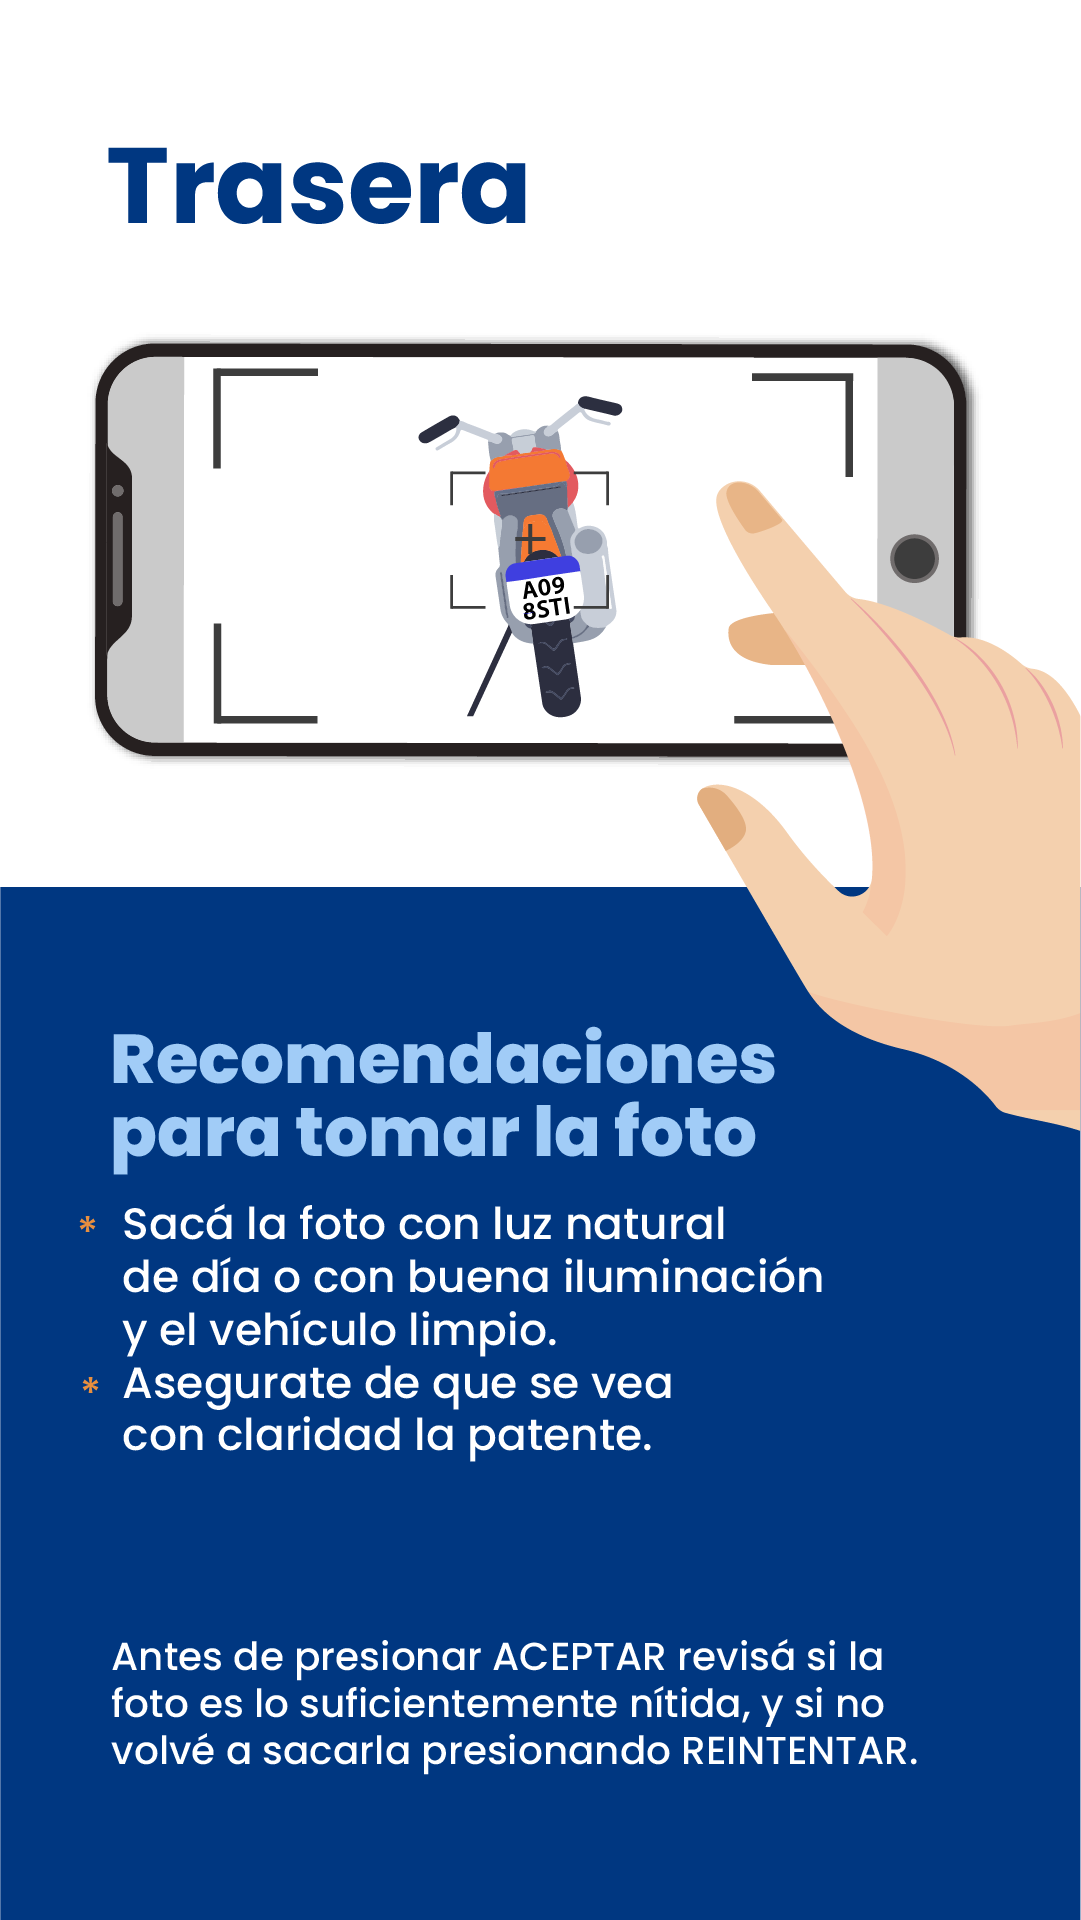 Trasera
A09
8STI
Recomendaciones
para tomar la foto
* Sacá la foto con luz natural
de día o con buena iluminación
y el vehículo limpio.
* Asegurate de que se vea
con claridad la patente.
Antes de presionar ACEPTAR revisá si la
foto es lo suficientemente nítida, y si no
volvé a sacarla presionando REINTENTAR.